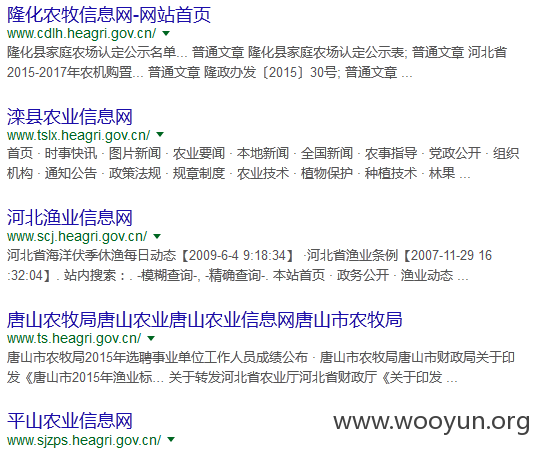 隆化农牧信息网-网站首页
www.cdlh.heagri.gov.cn/
隆化县家庭农场认定公示名单... 普通文章 隆化县家庭农场认定公示表; 普通文章 河北省
2015-2017年农机购置... 普通文章 隆政办发〔2015〕30号; 普通文章 ...
滦县农业信息网
www.tslx.heagri.gov.cn/
首页 · 时事快讯 · 图片新闻 · 农业要闻 · 本地新闻 · 全国新闻 · 农事指导 · 党政公开 · 组织
机构 · 通知公告 · 政策法规 · 规章制度 · 农业技术 · 植物保护 · 种植技术 · 林果 ...
河北渔业信息网
www.scj.heagri.gov.cn/
河北省海洋伏季休渔每日动态【2009-6-4 9:18:34】 ·河北省渔业条例【2007-11-29 16
:32:04】. 站内搜索：. -模糊查询-, -精确查询-. 本站首页 · 政务公开 · 渔业动态 ...
唐山农牧局唐山农业唐山农业信息网唐山市农牧局
www.ts.heagri.gov.cn/
唐山市农牧局2015年选聘事业单位工作人员成绩公布 · 唐山市农牧局唐山市财政局关于印
发《唐山市2015年渔业标... 关于转发河北省农业厅河北省财政厅《关于印发 ...
平山农业信息网
www.sjzps.heagri.gov.cn/
www.wooyun.org